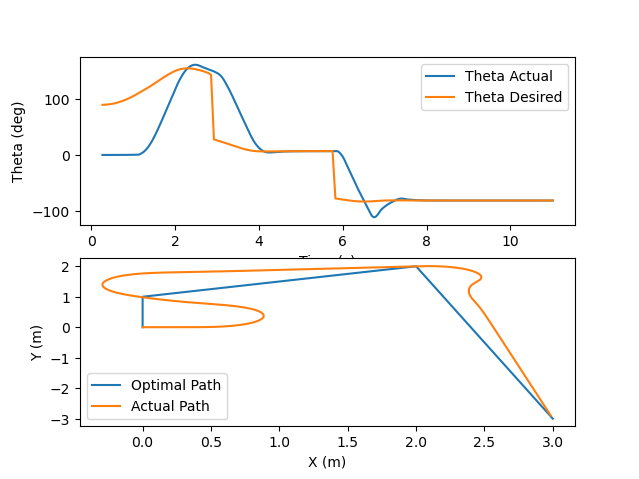 Theta (deg)
100
0
−100
Theta Actual
Theta Desired
0 2 4 6 8 10
Y (m)
2
1
0
−1
−2
−3
Optimal Path
Actual Path
0.0 0.5 1.0 1.5 2.0 2.5 3.0
X (m)